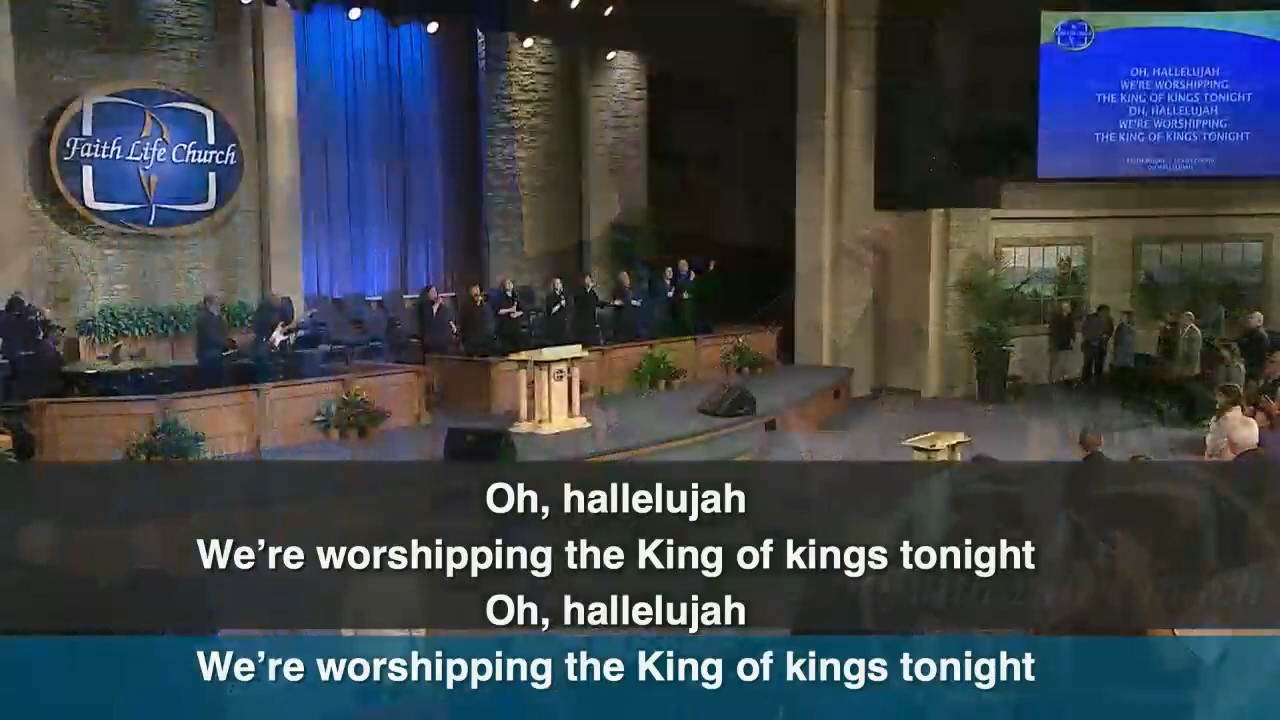 Faith Life Church
OH, HALLELUJAH
WE'RE WORSHIPPING
THE KING OF KINGS TONIGHT
OH, HALLELUJAH
WE'RE WORSHIPPING
THE KING OF KINGS TONIGHT
OH HALLELUJAH
Oh, hallelujah
We’re worshipping the King of kings tonight
Oh, hallelujah
We’re worshipping the King of kings tonight